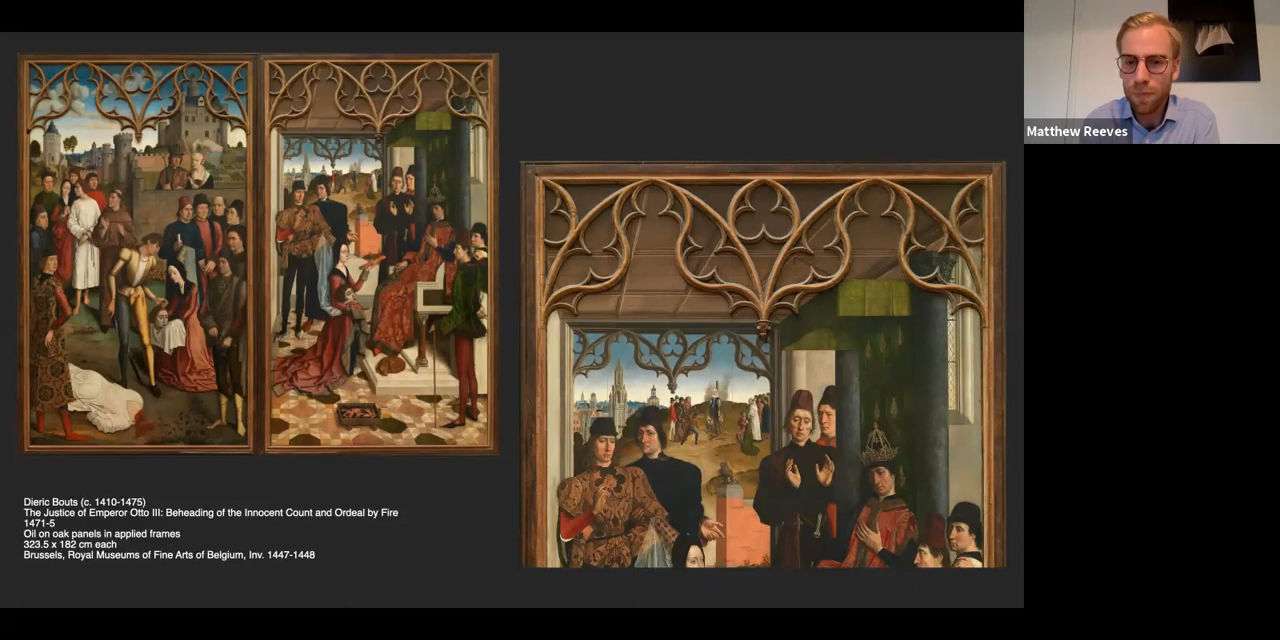 Matthew Reeves
Dieric Bouts (c. 1410-1475)
The Justice of Emperor Otto III: Beheading of the Innocent Count and Ordeal by Fire
1471-5
Oil on oak panels in applied frames
323.5 x 182 cm each
Brussels, Royal Museums of Fine Arts of Belgium, Inv. 1447-1448